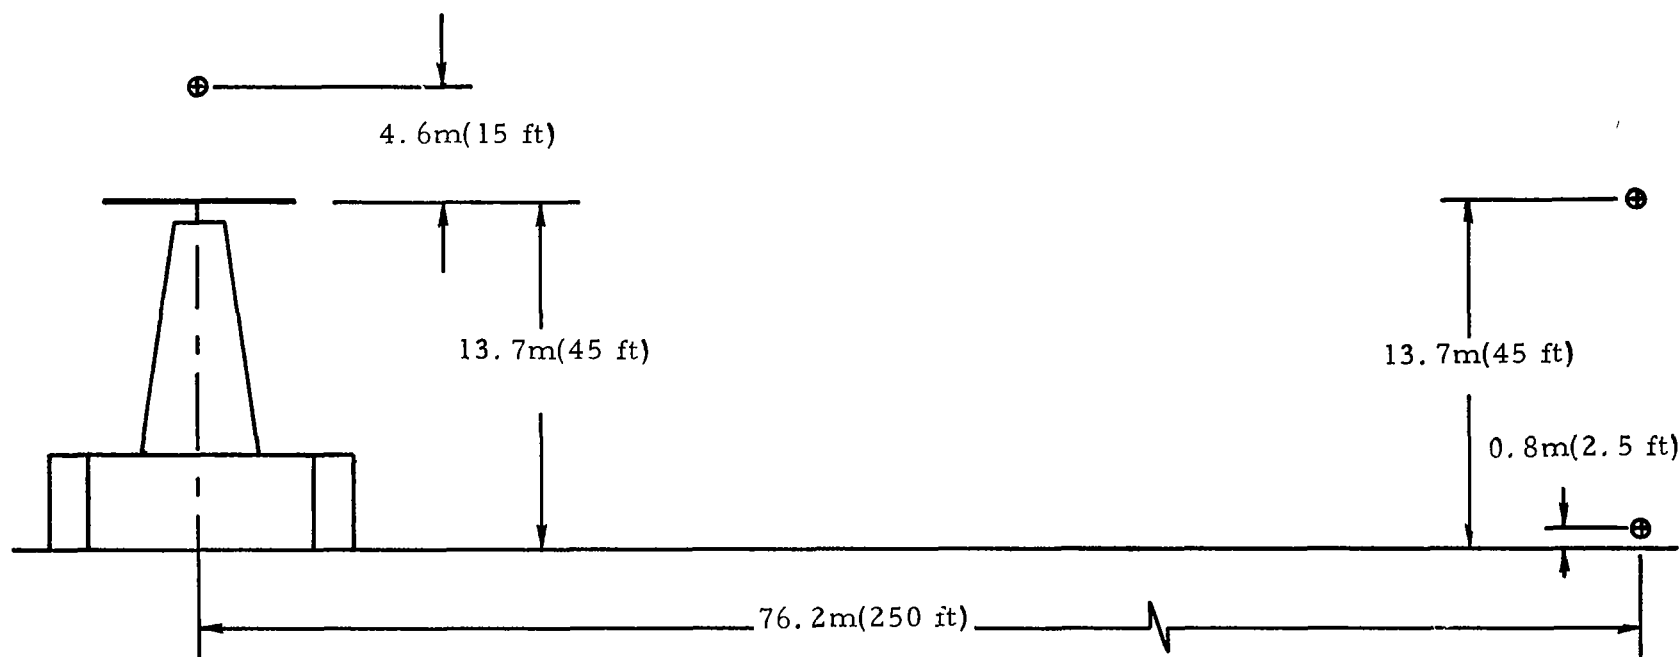 4.6m(15 ft)
13.7m(45 ft)
13.7m(45 ft)
0.8m(2.5 ft)
76.2m(250 ft)